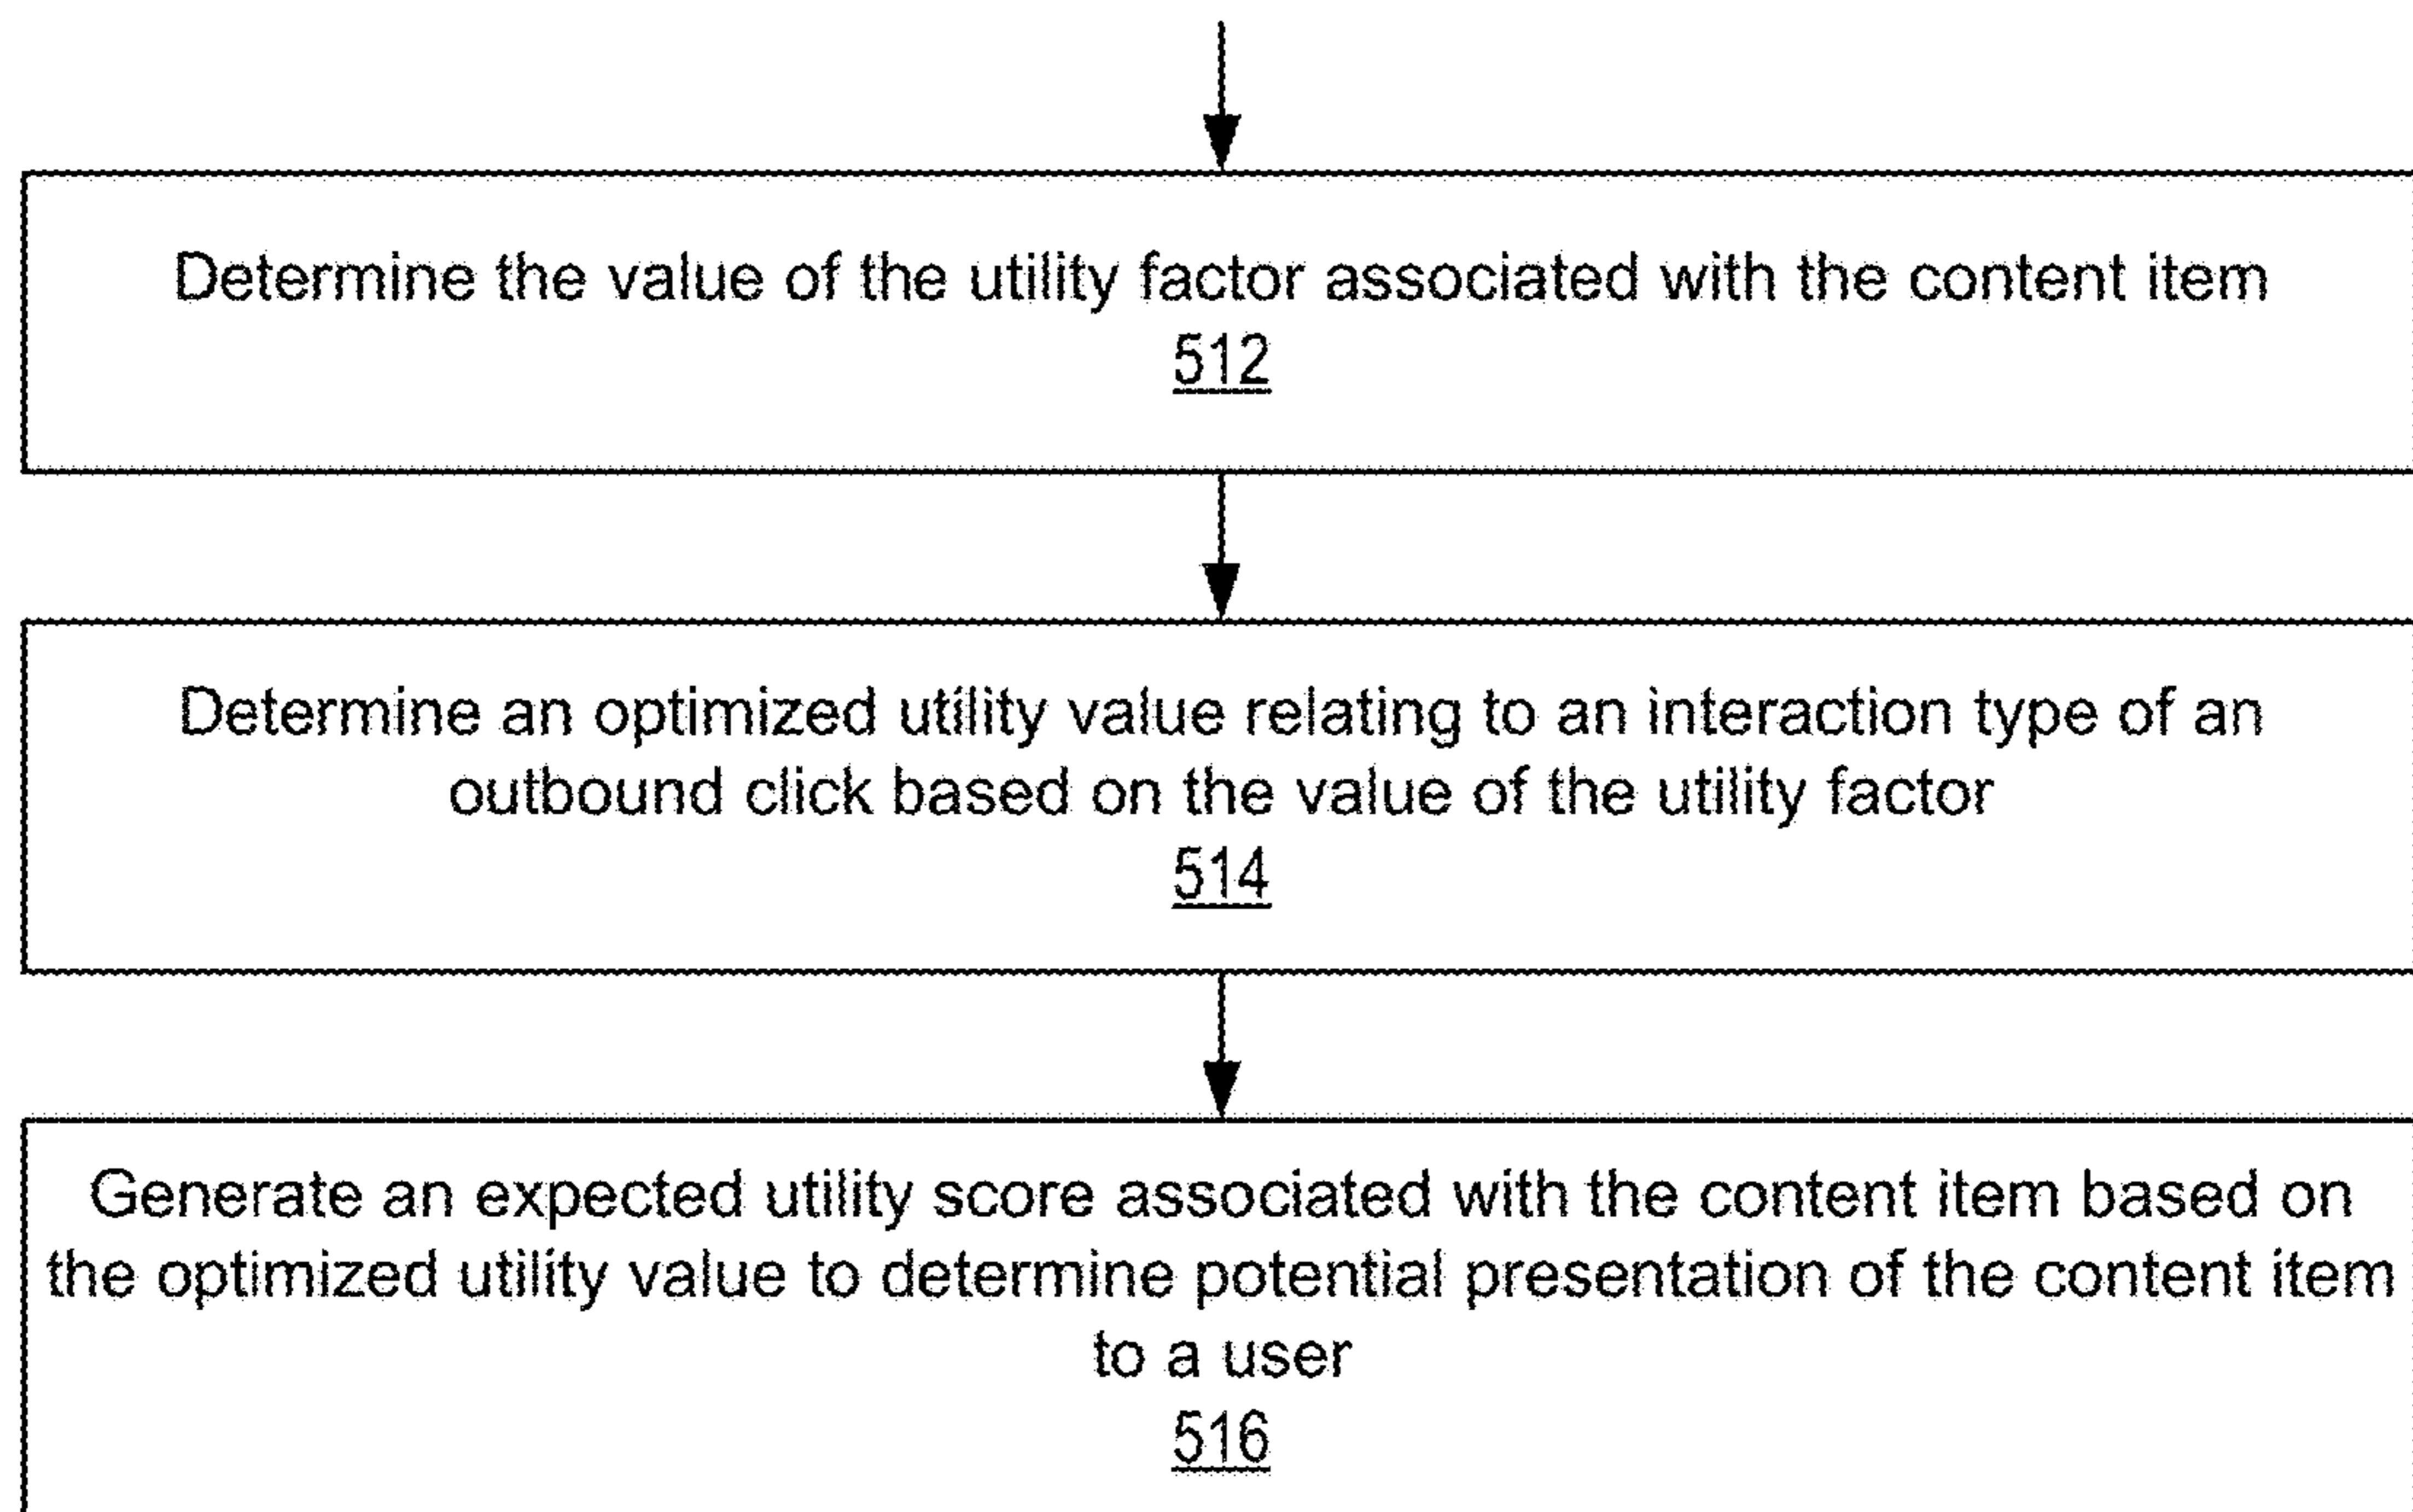 Determine the value of the utility factor associated with the content item
512
Determine an optimized utility value relating to an interaction type of an
outbound click based on the value of the utility factor
514
Generate an expected utility score associated with the content item based on
the optimized utility value to determine potential presentation of the content item
to a user
516